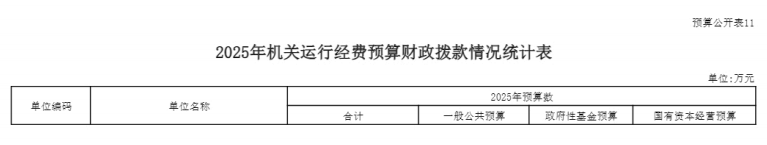 预算公开表11
2025年机关运行经费预算财政拨款情况统计表
单位:万元
单位编码 单位名称 2025年预算数
合计 一般公共预算 政府性基金预算 国有资本经营预算